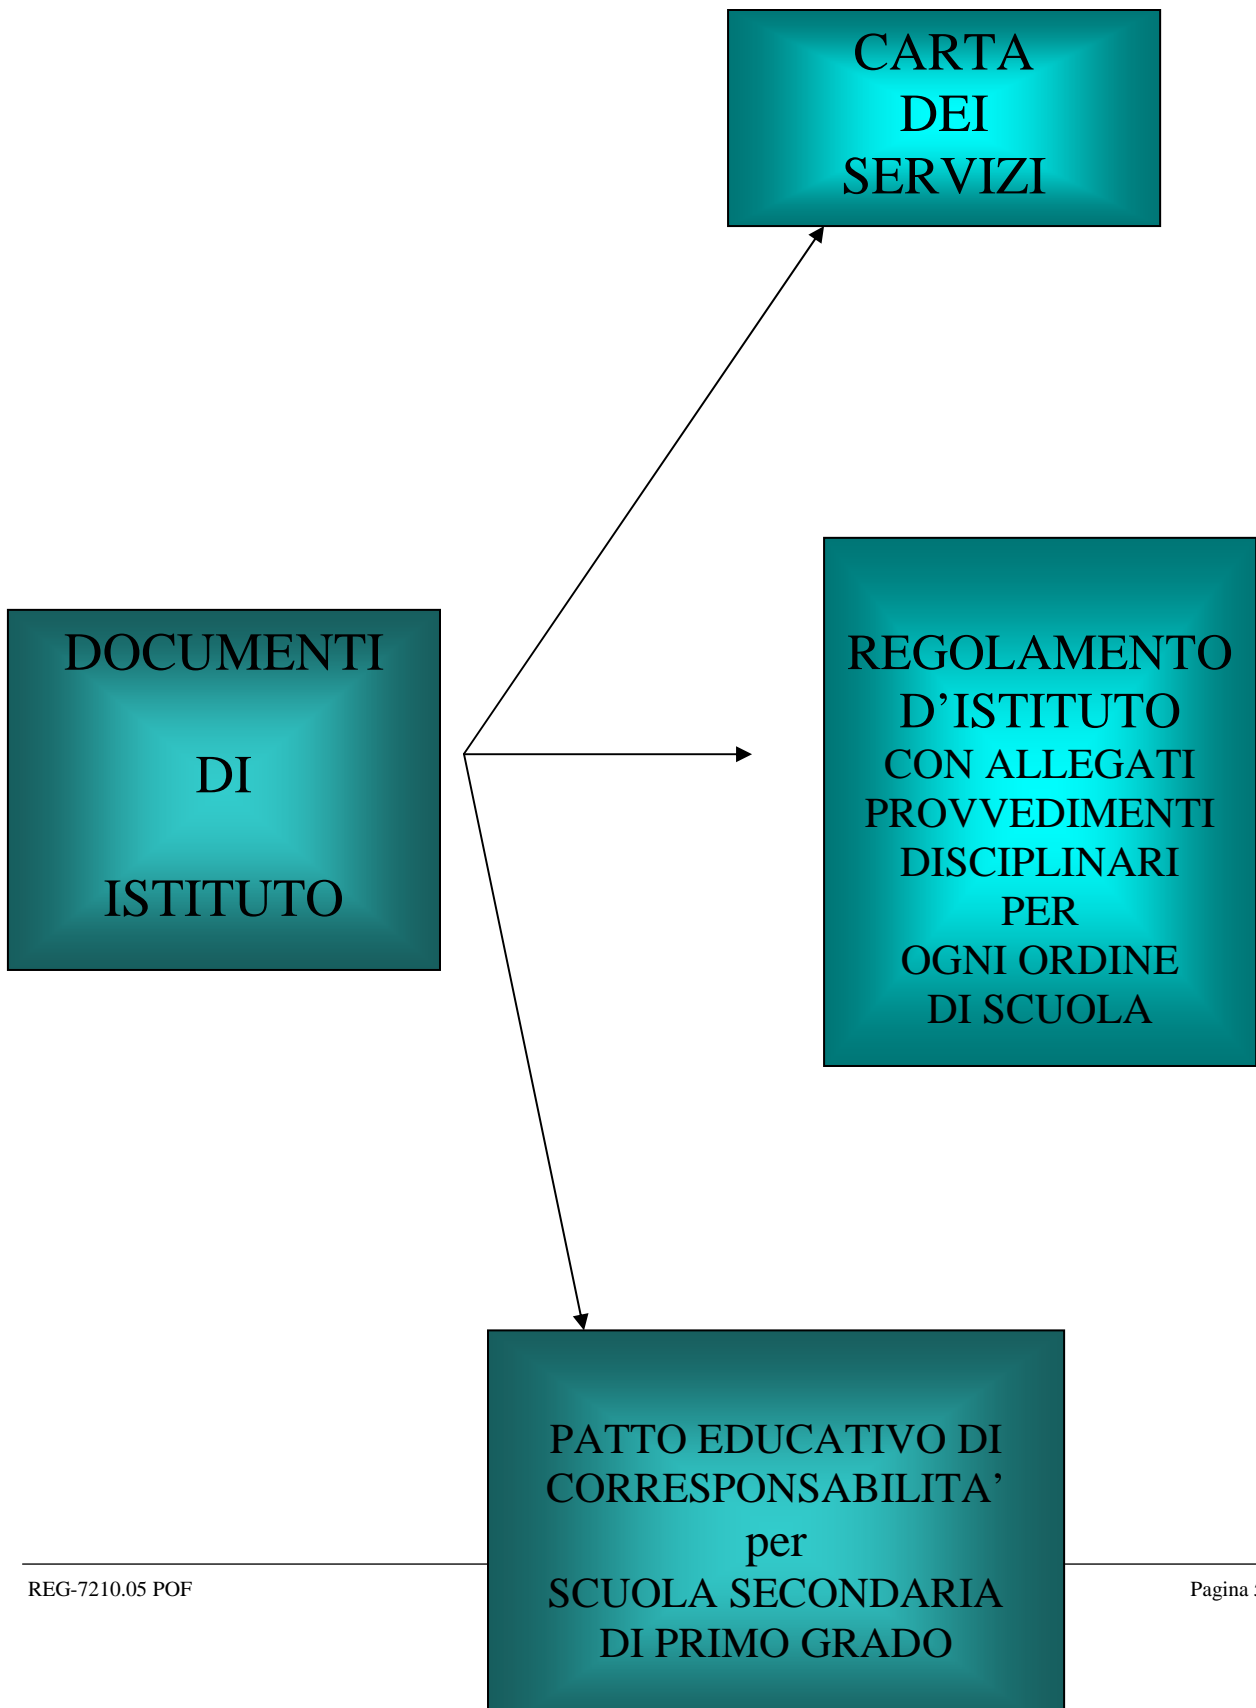 CARTA
DEI
SERVIZI
DOCUMENTI
DI
ISTITUTO
REGOLAMENTO
D’ISTITUTO
CON ALLEGATI
PROVVEDIMENTI
DISCIPLINARI
PER
OGNI ORDINE
DI SCUOLA
PATTO EDUCATIVO DI
CORRESPONSABILITA’
per
SCUOLA SECONDARIA
DI PRIMO GRADO
REG-7210.05 POF
Pagina